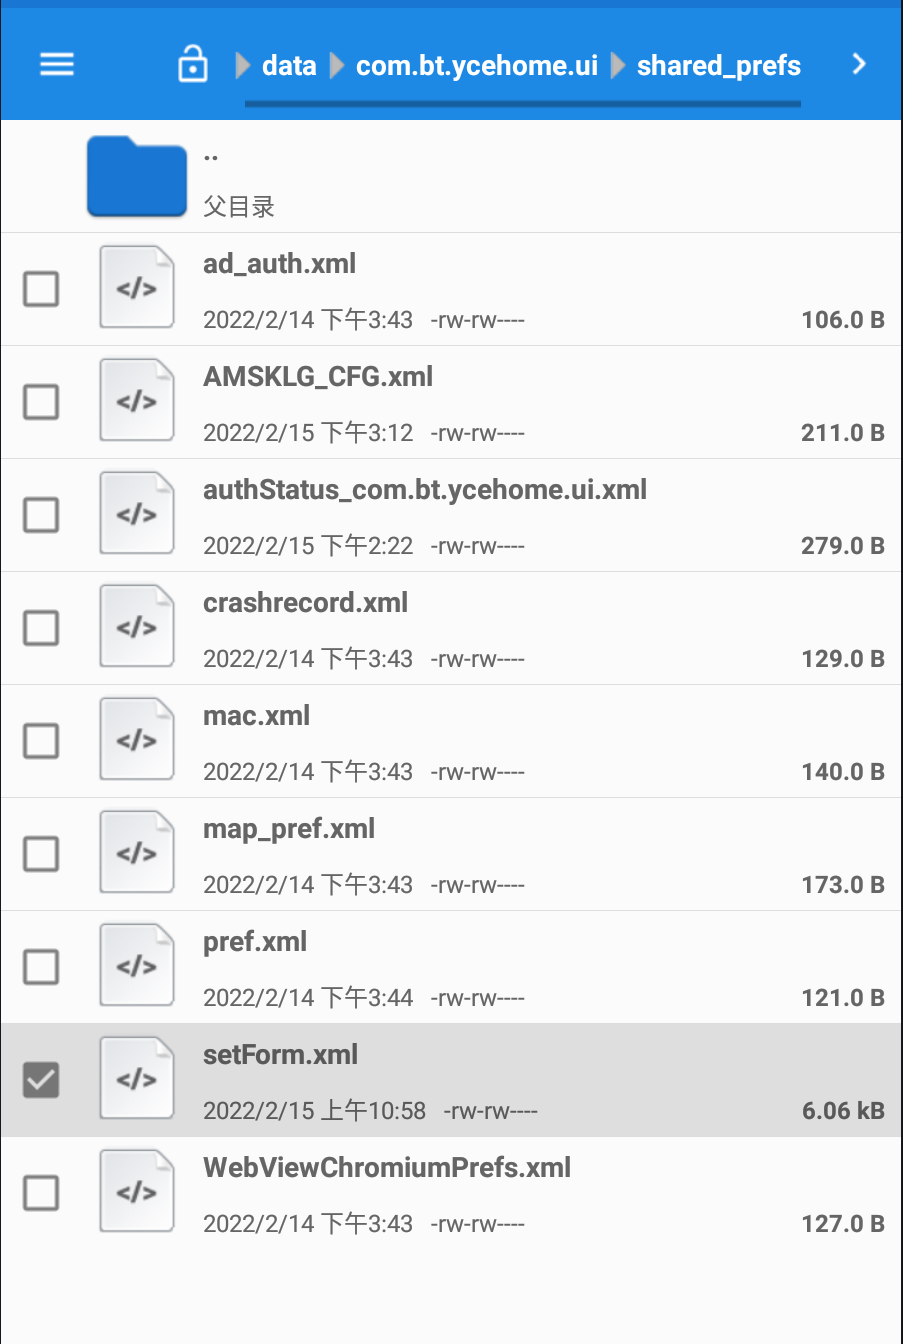 data com.bt.ycehome.ui shared_prefs
..
父目录
ad_auth.xml
2022/2/14 下午3:43 -rw-rw---- 106.0 B
AMSKLG_CFG.xml
2022/2/15 下午3:12 -rw-rw---- 211.0 B
authStatus_com.bt.ycehome.ui.xml
2022/2/15 下午2:22 -rw-rw---- 279.0 B
crashrecord.xml
2022/2/14 下午3:43 -rw-rw---- 129.0 B
mac.xml
2022/2/14 下午3:43 -rw-rw---- 140.0 B
map_pref.xml
2022/2/14 下午3:43 -rw-rw---- 173.0 B
pref.xml
2022/2/14 下午3:44 -rw-rw---- 121.0 B
setForm.xml
2022/2/15 上午10:58 -rw-rw---- 6.06 kB
WebViewChromiumPrefs.xml
2022/2/14 下午3:43 -rw-rw---- 127.0 B